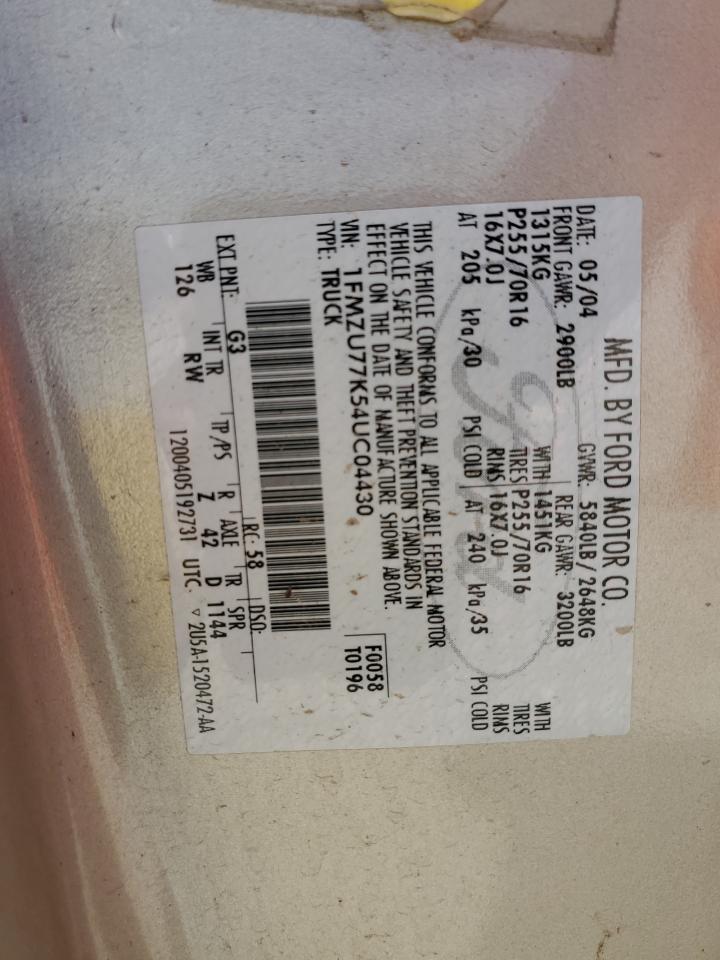 MFD. BY FORD MOTOR CO.
DATE: 05/04 GVWR: 5840LB / 2648KG
FRONT GAWR: 2900LB REAR GAWR: 3200LB
1315KG WITH 1451KG WITH
P255/70R16 TIRES P255/70R16 TIRES
16X7.0J RIMS 16X7.0J RIMS
AT 205 kPa/30 PSI COLD AT 240 kPa/35 PSI COLD
THIS VEHICLE CONFORMS TO ALL APPLICABLE FEDERAL MOTOR
VEHICLE SAFETY AND THEFT PREVENTION STANDARDS IN
EFFECT ON THE DATE OF MANUFACTURE SHOWN ABOVE.
VIN: 1FMZU77K54UC04430 F0058
TYPE: TRUCK T0196
EXT PNT: G3 RC: 58 DSO:
WB INT TR TP/PS R AXLE TR SPR
126 RW Z 42 D 1144
1200405192731 UTC ▽ 2U5A-1520472-AA